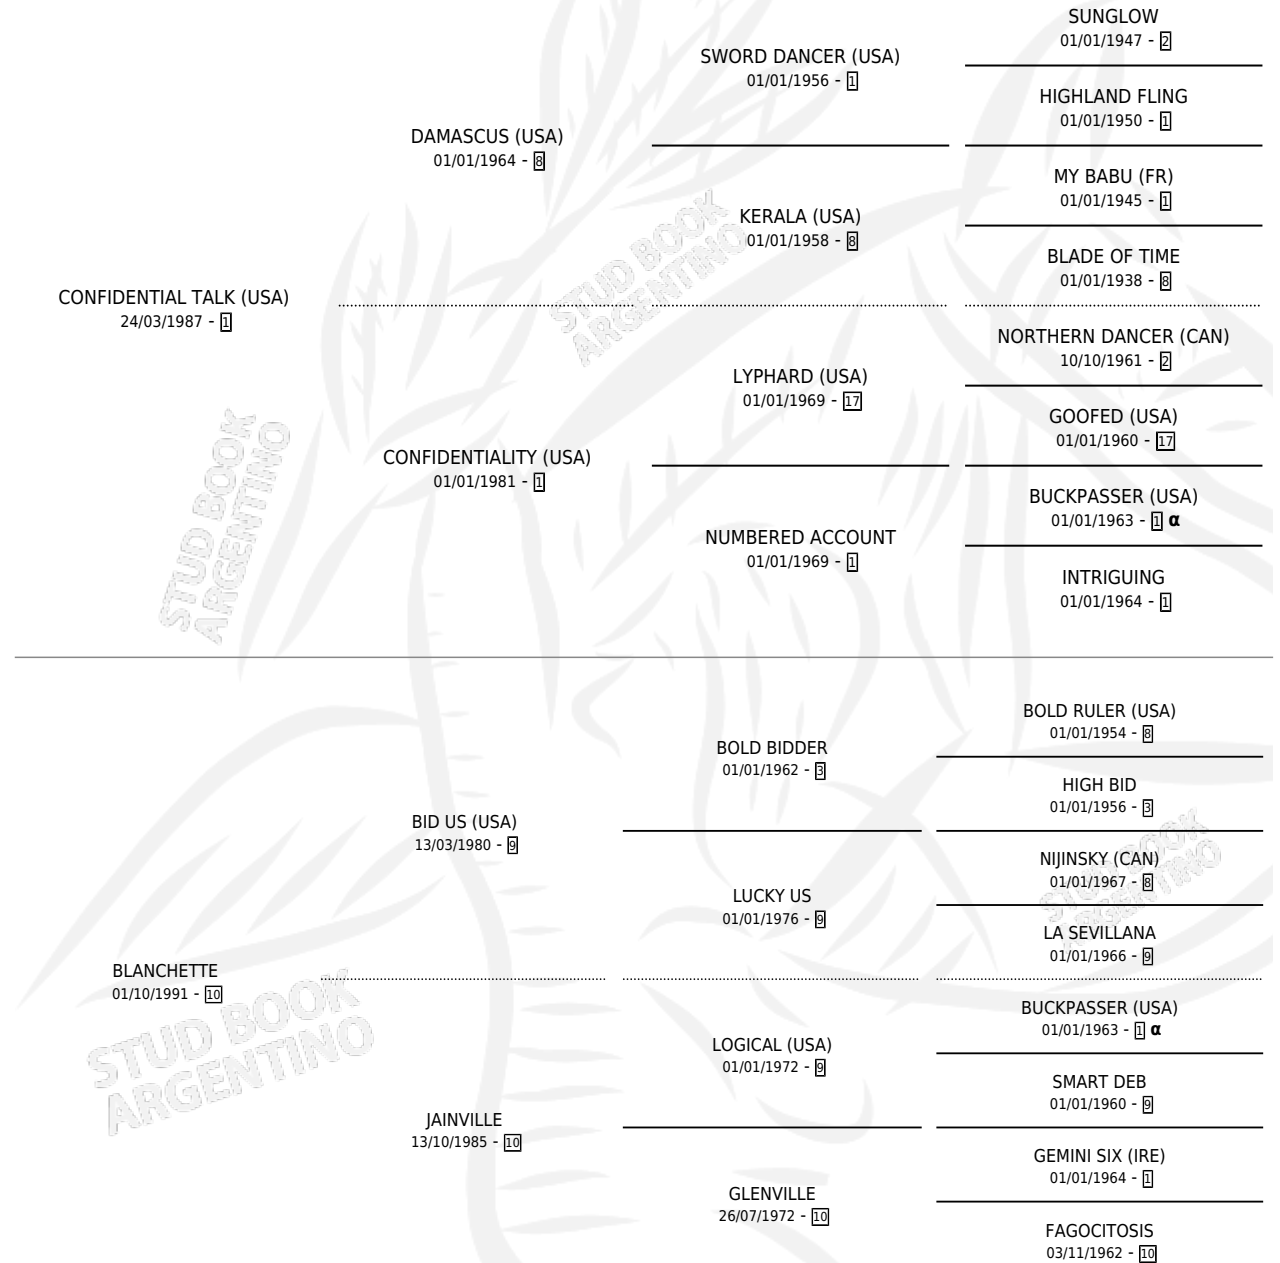 SUNGLOW
01/01/1947 - 2
SWORD DANCER (USA)
01/01/1956 - 1
HIGHLAND FLING
01/01/1950 - 1
DAMASCUS (USA)
01/01/1964 - 8
MY BABU (FR)
01/01/1945 - 1
KERALA (USA)
01/01/1958 - 8
BLADE OF TIME
01/01/1938 - 8
CONFIDENTIAL TALK (USA)
24/03/1987 - 1
NORTHERN DANCER (CAN)
10/10/1961 - 2
LYPHARD (USA)
01/01/1969 - 17
GOOFED (USA)
01/01/1960 - 17
CONFIDENTIALITY (USA)
01/01/1981 - 1
BUCKPASSER (USA)
01/01/1963 - 1 α
NUMBERED ACCOUNT
01/01/1969 - 1
INTRIGUING
01/01/1964 - 1
BOLD RULER (USA)
01/01/1954 - 8
BOLD BIDDER
01/01/1962 - 3
HIGH BID
01/01/1956 - 3
BID US (USA)
13/03/1980 - 9
NIJINSKY (CAN)
01/01/1967 - 8
LUCKY US
01/01/1976 - 9
LA SEVILLANA
01/01/1966 - 9
BLANCHETTE
01/10/1991 - 10
BUCKPASSER (USA)
01/01/1963 - 1 α
LOGICAL (USA)
01/01/1972 - 9
SMART DEB
01/01/1960 - 9
JAINVILLE
13/10/1985 - 10
GEMINI SIX (IRE)
01/01/1964 - 1
GLENVILLE
26/07/1972 - 10
FAGOCITOSIS
03/11/1962 - 10
STUD BOOK
ARGENTINO
STUD BOOK
ARGENTINO
STUD BOOK
ARGENTINO
STUD BOOK
ARGENTINO